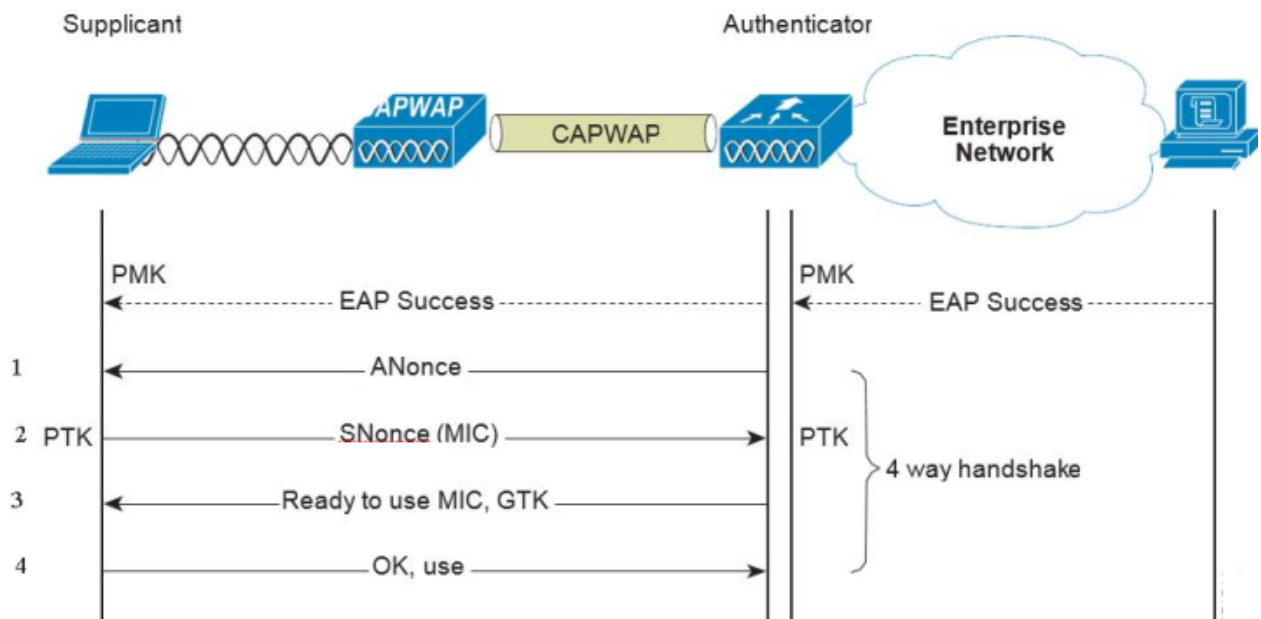 Supplicant
Authenticator
CAPWAP
CAPWAP
Enterprise
Network
PMK
EAP Success
PMK
EAP Success
1
ANonce
2
PTK
SNonce (MIC)
PTK
4 way handshake
3
Ready to use MIC, GTK
4
OK, use